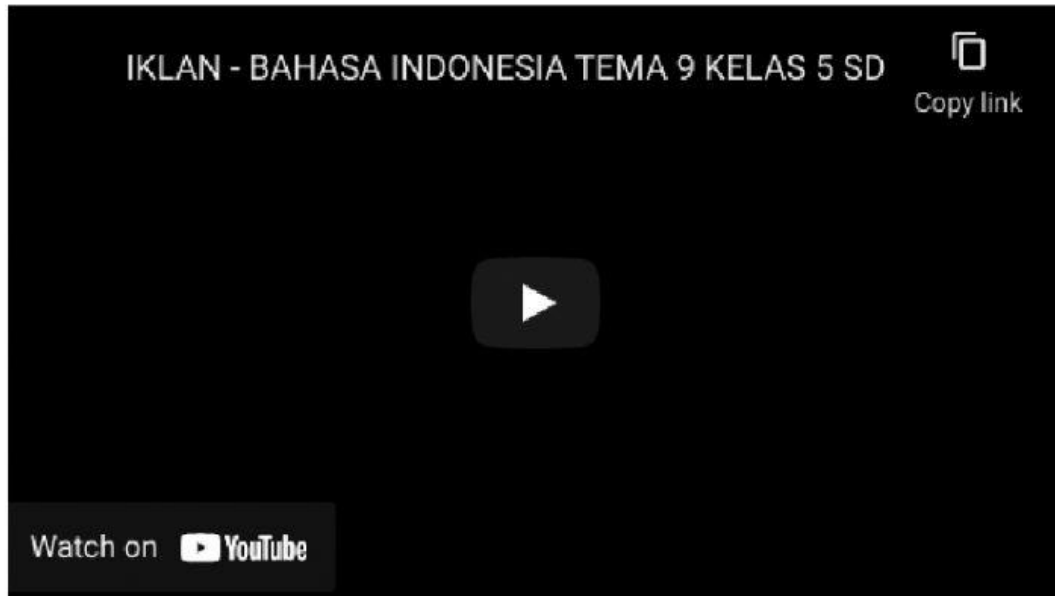 IKLAN - BAHASA INDONESIA TEMA 9 KELAS 5 SD
Copy link
Watch on YouTube